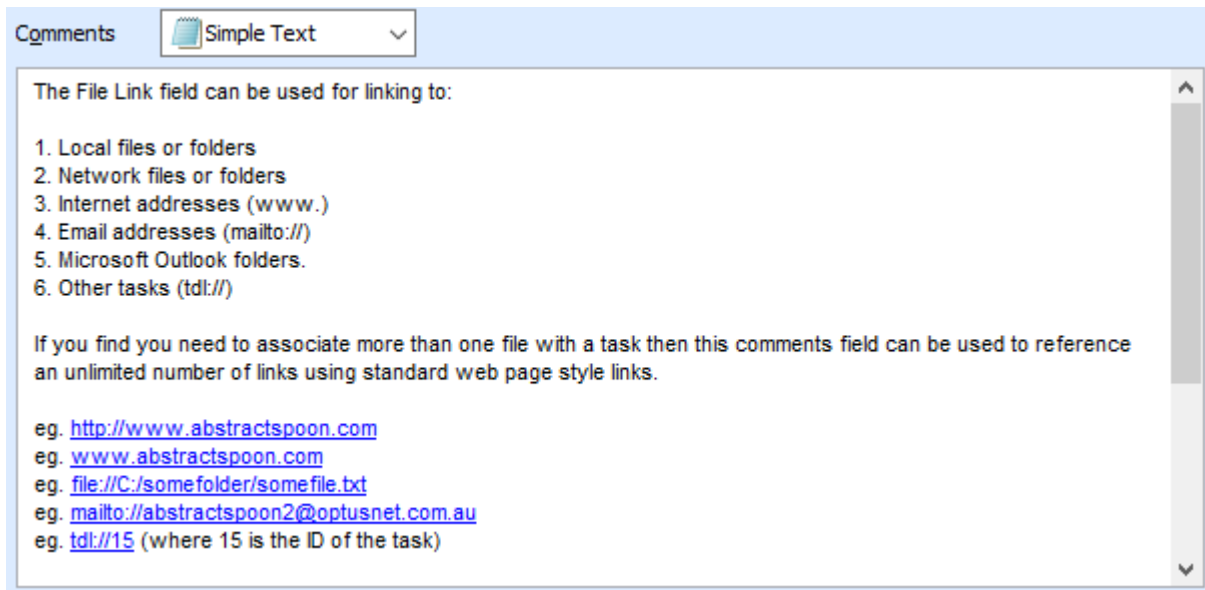 Comments Simple Text
The File Link field can be used for linking to:
1. Local files or folders
2. Network files or folders
3. Internet addresses (www.)
4. Email addresses (mailto://)
5. Microsoft Outlook folders.
6. Other tasks (tdl://)
If you find you need to associate more than one file with a task then this comments field can be used to reference
an unlimited number of links using standard web page style links.
eg. http://www.abstractspoon.com
eg. www.abstractspoon.com
eg. file://C:/somefolder/somefile.txt
eg. mailto://abstractspoon2@optusnet.com.au
eg. tdl://15 (where 15 is the ID of the task)